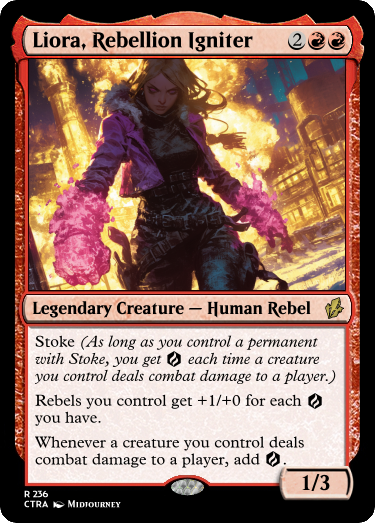 Liora, Rebellion Igniter 2
Legendary Creature — Human Rebel
Stoke (As long as you control a permanent
with Stoke, you get each time a creature
you control deals combat damage to a player.)
Rebels you control get +1/+0 for each
you have.
Whenever a creature you control deals
combat damage to a player, add .
1/3
R 236
CTRA Midjourney